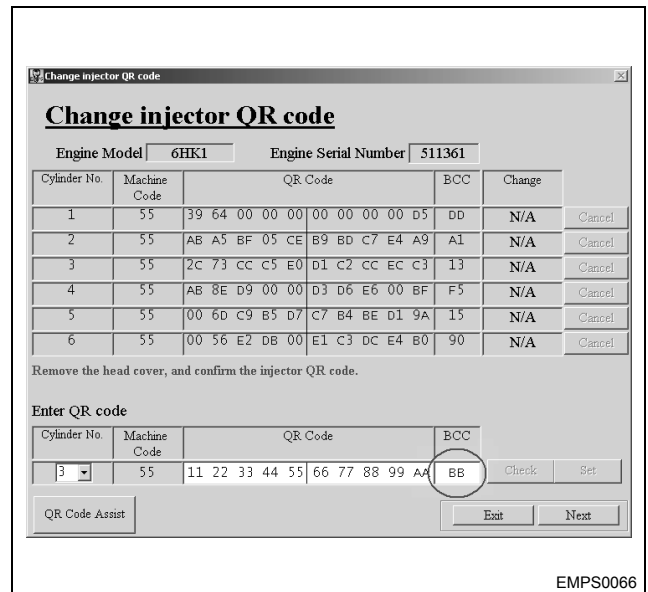 Change injector QR code
Change injector QR code
Engine Model 6HK1 Engine Serial Number 511361
Cylinder No. Machine Code QR Code BCC Change
1 55 39 64 00 00 00 00 00 00 00 D5 DD N/A Cancel
2 55 AB A5 BF 05 CE B9 BD C7 E4 A9 A1 N/A Cancel
3 55 2C 73 CC C5 E0 D1 C2 CC EC C3 13 N/A Cancel
4 55 AB 8E D9 00 00 D3 D6 E6 00 BF F5 N/A Cancel
5 55 00 6D C9 B5 D7 C7 B4 BE D1 9A 15 N/A Cancel
6 55 00 56 E2 DB 00 E1 C3 DC E4 B0 90 N/A Cancel
Remove the head cover, and confirm the injector QR code.
Enter QR code
Cylinder No. Machine Code QR Code BCC
3 55 11 22 33 44 55 66 77 88 99 AA BB Check Set
QR Code Assist Exit Next
EMPS0066